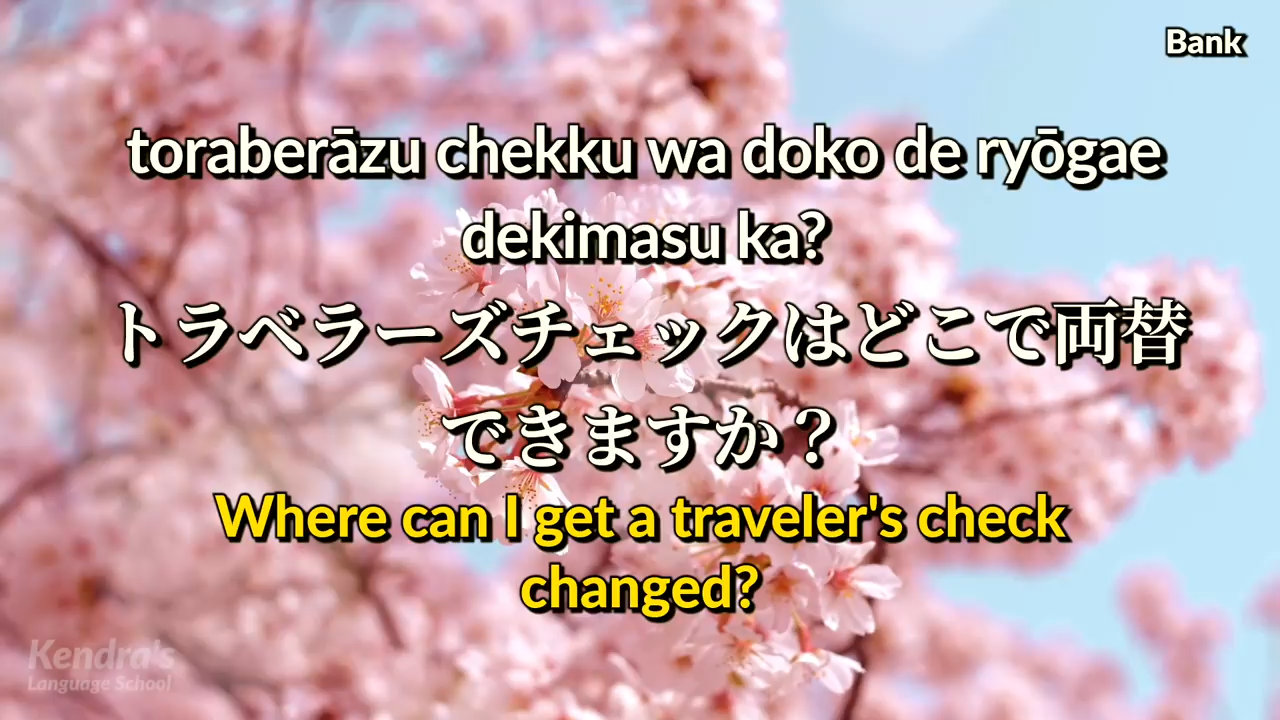 Bank
toraberāzu chekku wa doko de ryōgae
dekimasu ka?
トラベラーズチェックはどこで両替
できますか？
Where can I get a traveler's check
changed?
Kendra's
Language School